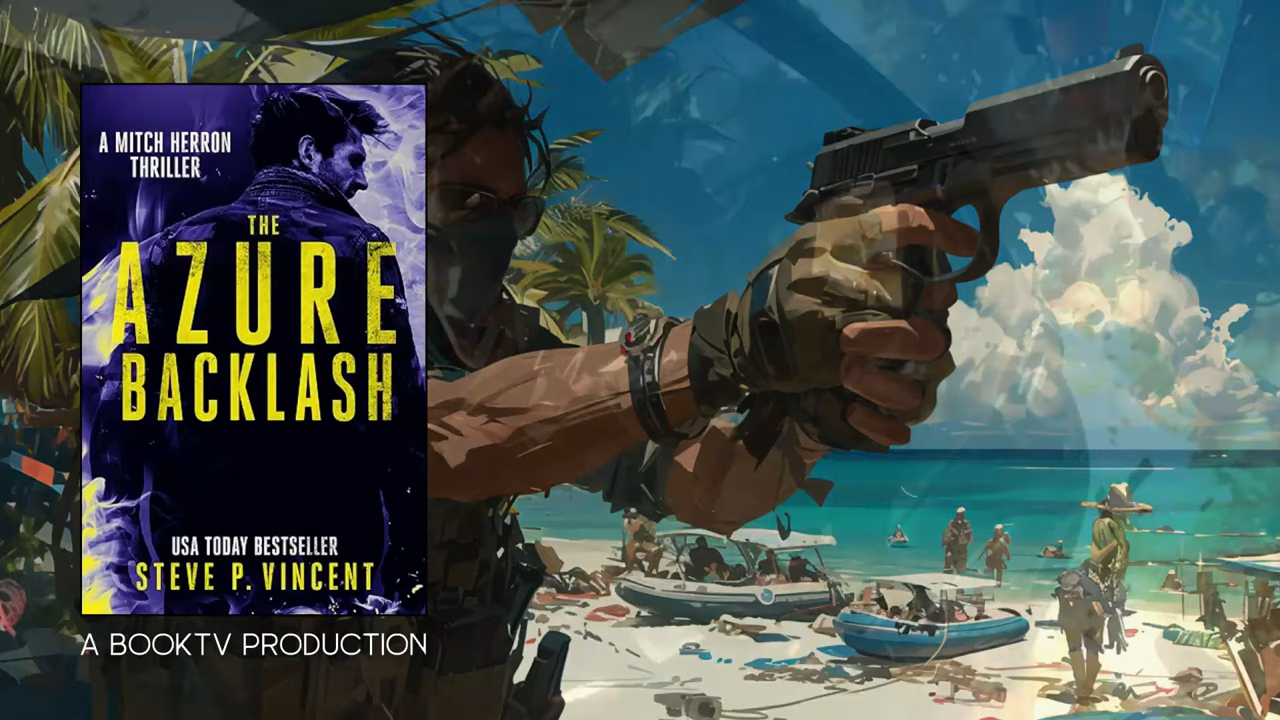 A MITCH HERRON
THRILLER
THE
AZURE
BACKLASH
USA TODAY BESTSELLER
STEVE P. VINCENT
A BOOKTV PRODUCTION